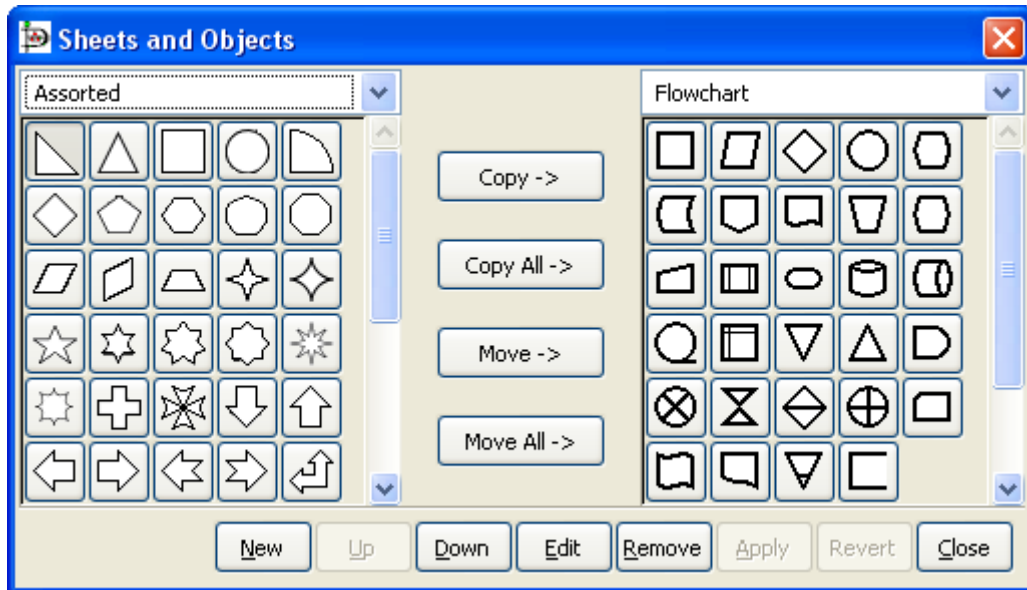 Sheets and Objects
Assorted
Flowchart
Copy ->
Copy All ->
Move ->
Move All ->
New
Up
Down
Edit
Remove
Apply
Revert
Close